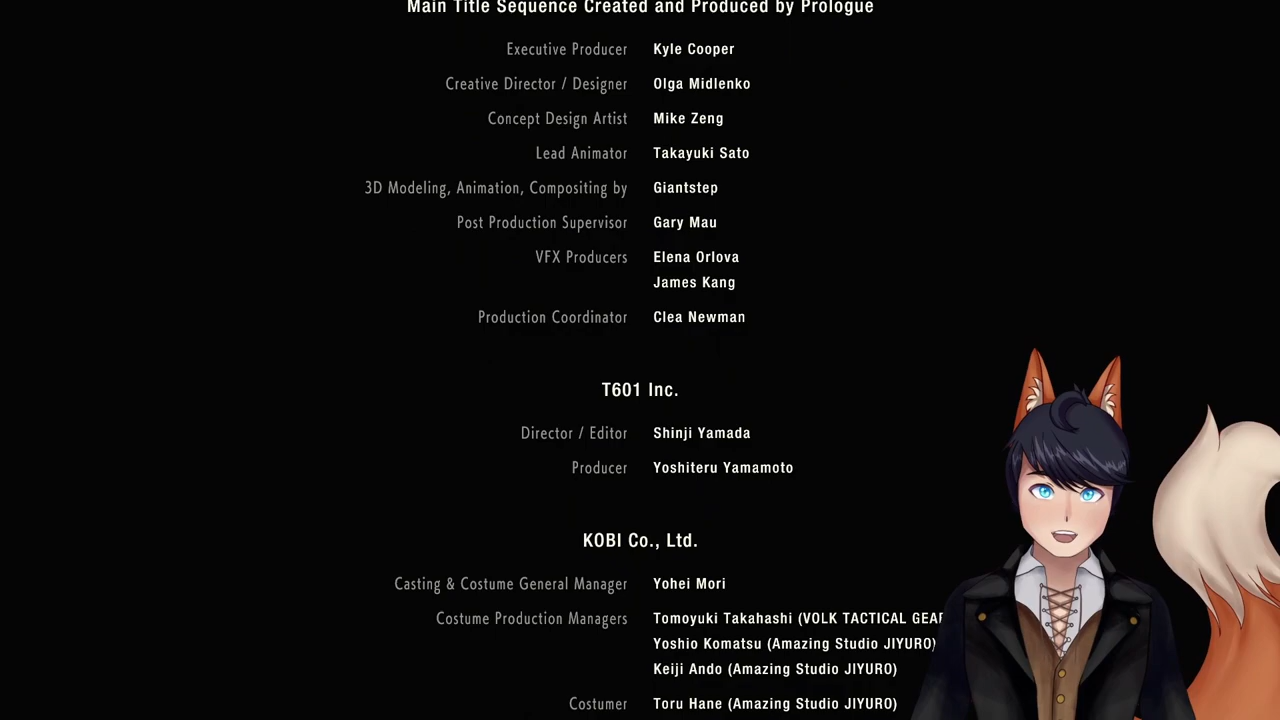 Main Title Sequence Created and Produced by Prologue
Executive Producer Kyle Cooper
Creative Director / Designer Olga Midlenko
Concept Design Artist Mike Zeng
Lead Animator Takayuki Sato
3D Modeling, Animation, Compositing by Giantstep
Post Production Supervisor Gary Mau
VFX Producers Elena Orlova
James Kang
Production Coordinator Clea Newman
T601 Inc.
Director / Editor Shinji Yamada
Producer Yoshiteru Yamamoto
KOBI Co., Ltd.
Casting & Costume General Manager Yohei Mori
Costume Production Managers Tomoyuki Takahashi (VOLK TACTICAL GEAR
Yoshio Komatsu (Amazing Studio JIYURO)
Keiji Ando (Amazing Studio JIYURO)
Costumer Toru Hane (Amazing Studio JIYURO)